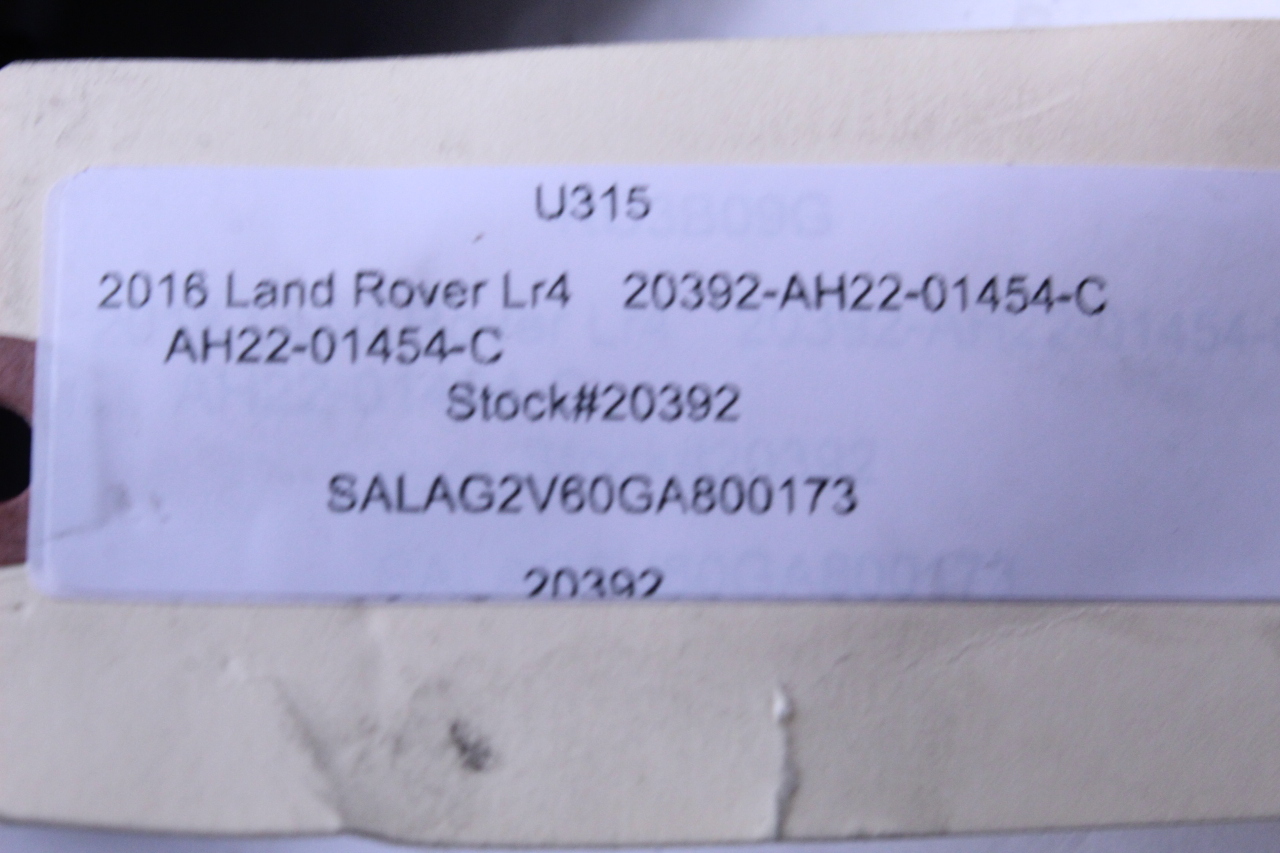 U315
2016 Land Rover Lr4 20392-AH22-01454-C
AH22-01454-C
Stock#20392
SALAG2V60GA800173
20392